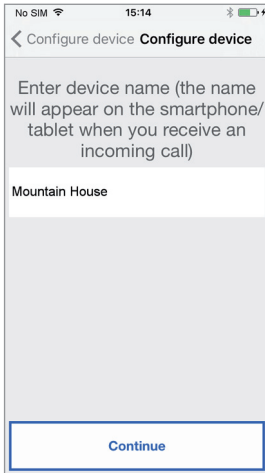 No SIM 15:14
Configure device Configure device
Enter device name (the name
will appear on the smartphone/
tablet when you receive an
incoming call)
Mountain House
Continue